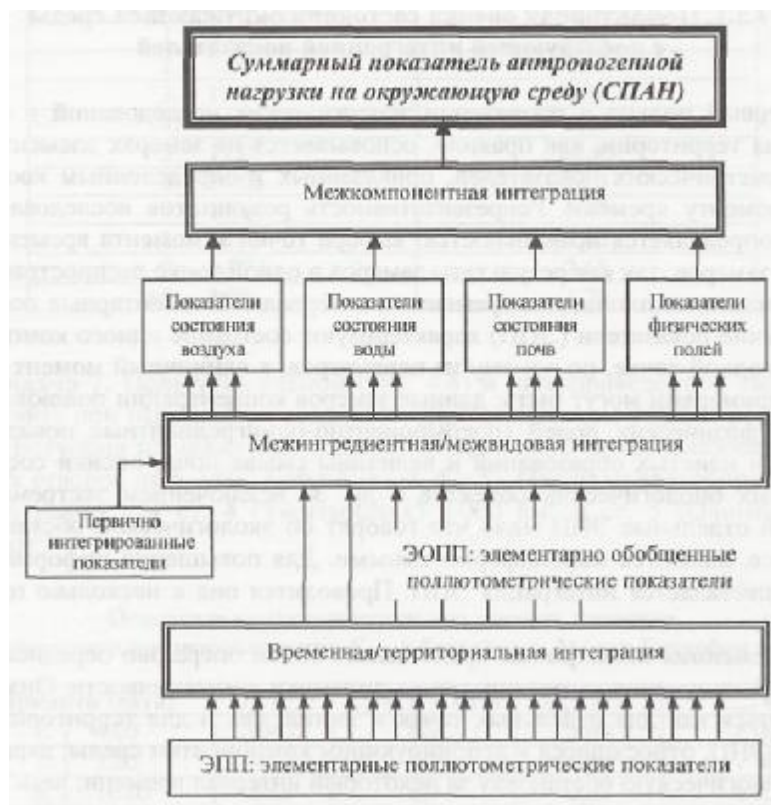 Суммарный показатель антропогенной
нагрузки на окружающую среду (СПАН)
Межкомпонентная интеграция
Показатели
состояния
воздуха
Показатели
состояния
воды
Показатели
состояния
почв
Показатели
физических
полей
Межингредиентная/межвидовая интеграция
Первично
интегрированные
показатели
ЭОПП: элементарно обобщенные
поллютометрические показатели
Временная/территориальная интеграция
ЭПП: элементарные поллютометрические показатели